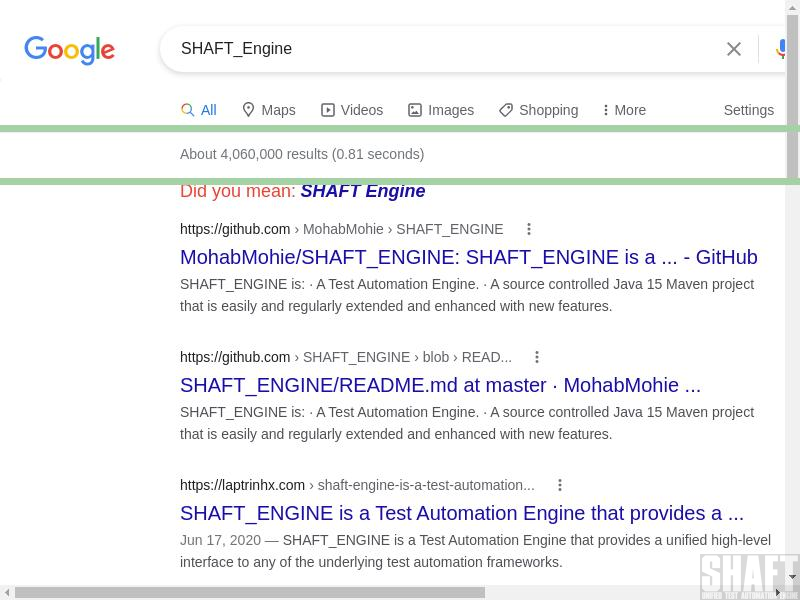 Google
SHAFT_Engine
All Maps Videos Images Shopping More Settings
About 4,060,000 results (0.81 seconds)
Did you mean: SHAFT Engine
https://github.com › MohabMohie › SHAFT_ENGINE
MohabMohie/SHAFT_ENGINE: SHAFT_ENGINE is a ... - GitHub
SHAFT_ENGINE is: · A Test Automation Engine. · A source controlled Java 15 Maven project
that is easily and regularly extended and enhanced with new features.
https://github.com › SHAFT_ENGINE › blob › READ...
SHAFT_ENGINE/README.md at master · MohabMohie ...
SHAFT_ENGINE is: · A Test Automation Engine. · A source controlled Java 15 Maven project
that is easily and regularly extended and enhanced with new features.
https://laptrinhx.com › shaft-engine-is-a-test-automation...
SHAFT_ENGINE is a Test Automation Engine that provides a ...
Jun 17, 2020 — SHAFT_ENGINE is a Test Automation Engine that provides a unified high-level
interface to any of the underlying test automation frameworks.
SHAFT
UNIFIED TEST AUTOMATION ENGINE